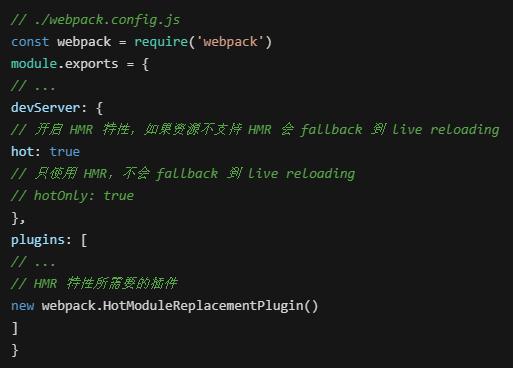 // ./webpack.config.js
const webpack = require('webpack')
module.exports = {
// ...
devServer: {
// 开启 HMR 特性，如果资源不支持 HMR 会 fallback 到 live reloading
hot: true
// 只使用 HMR，不会 fallback 到 live reloading
// hotOnly: true
},
plugins: [
// ...
// HMR 特性所需要的插件
new webpack.HotModuleReplacementPlugin()
]
}